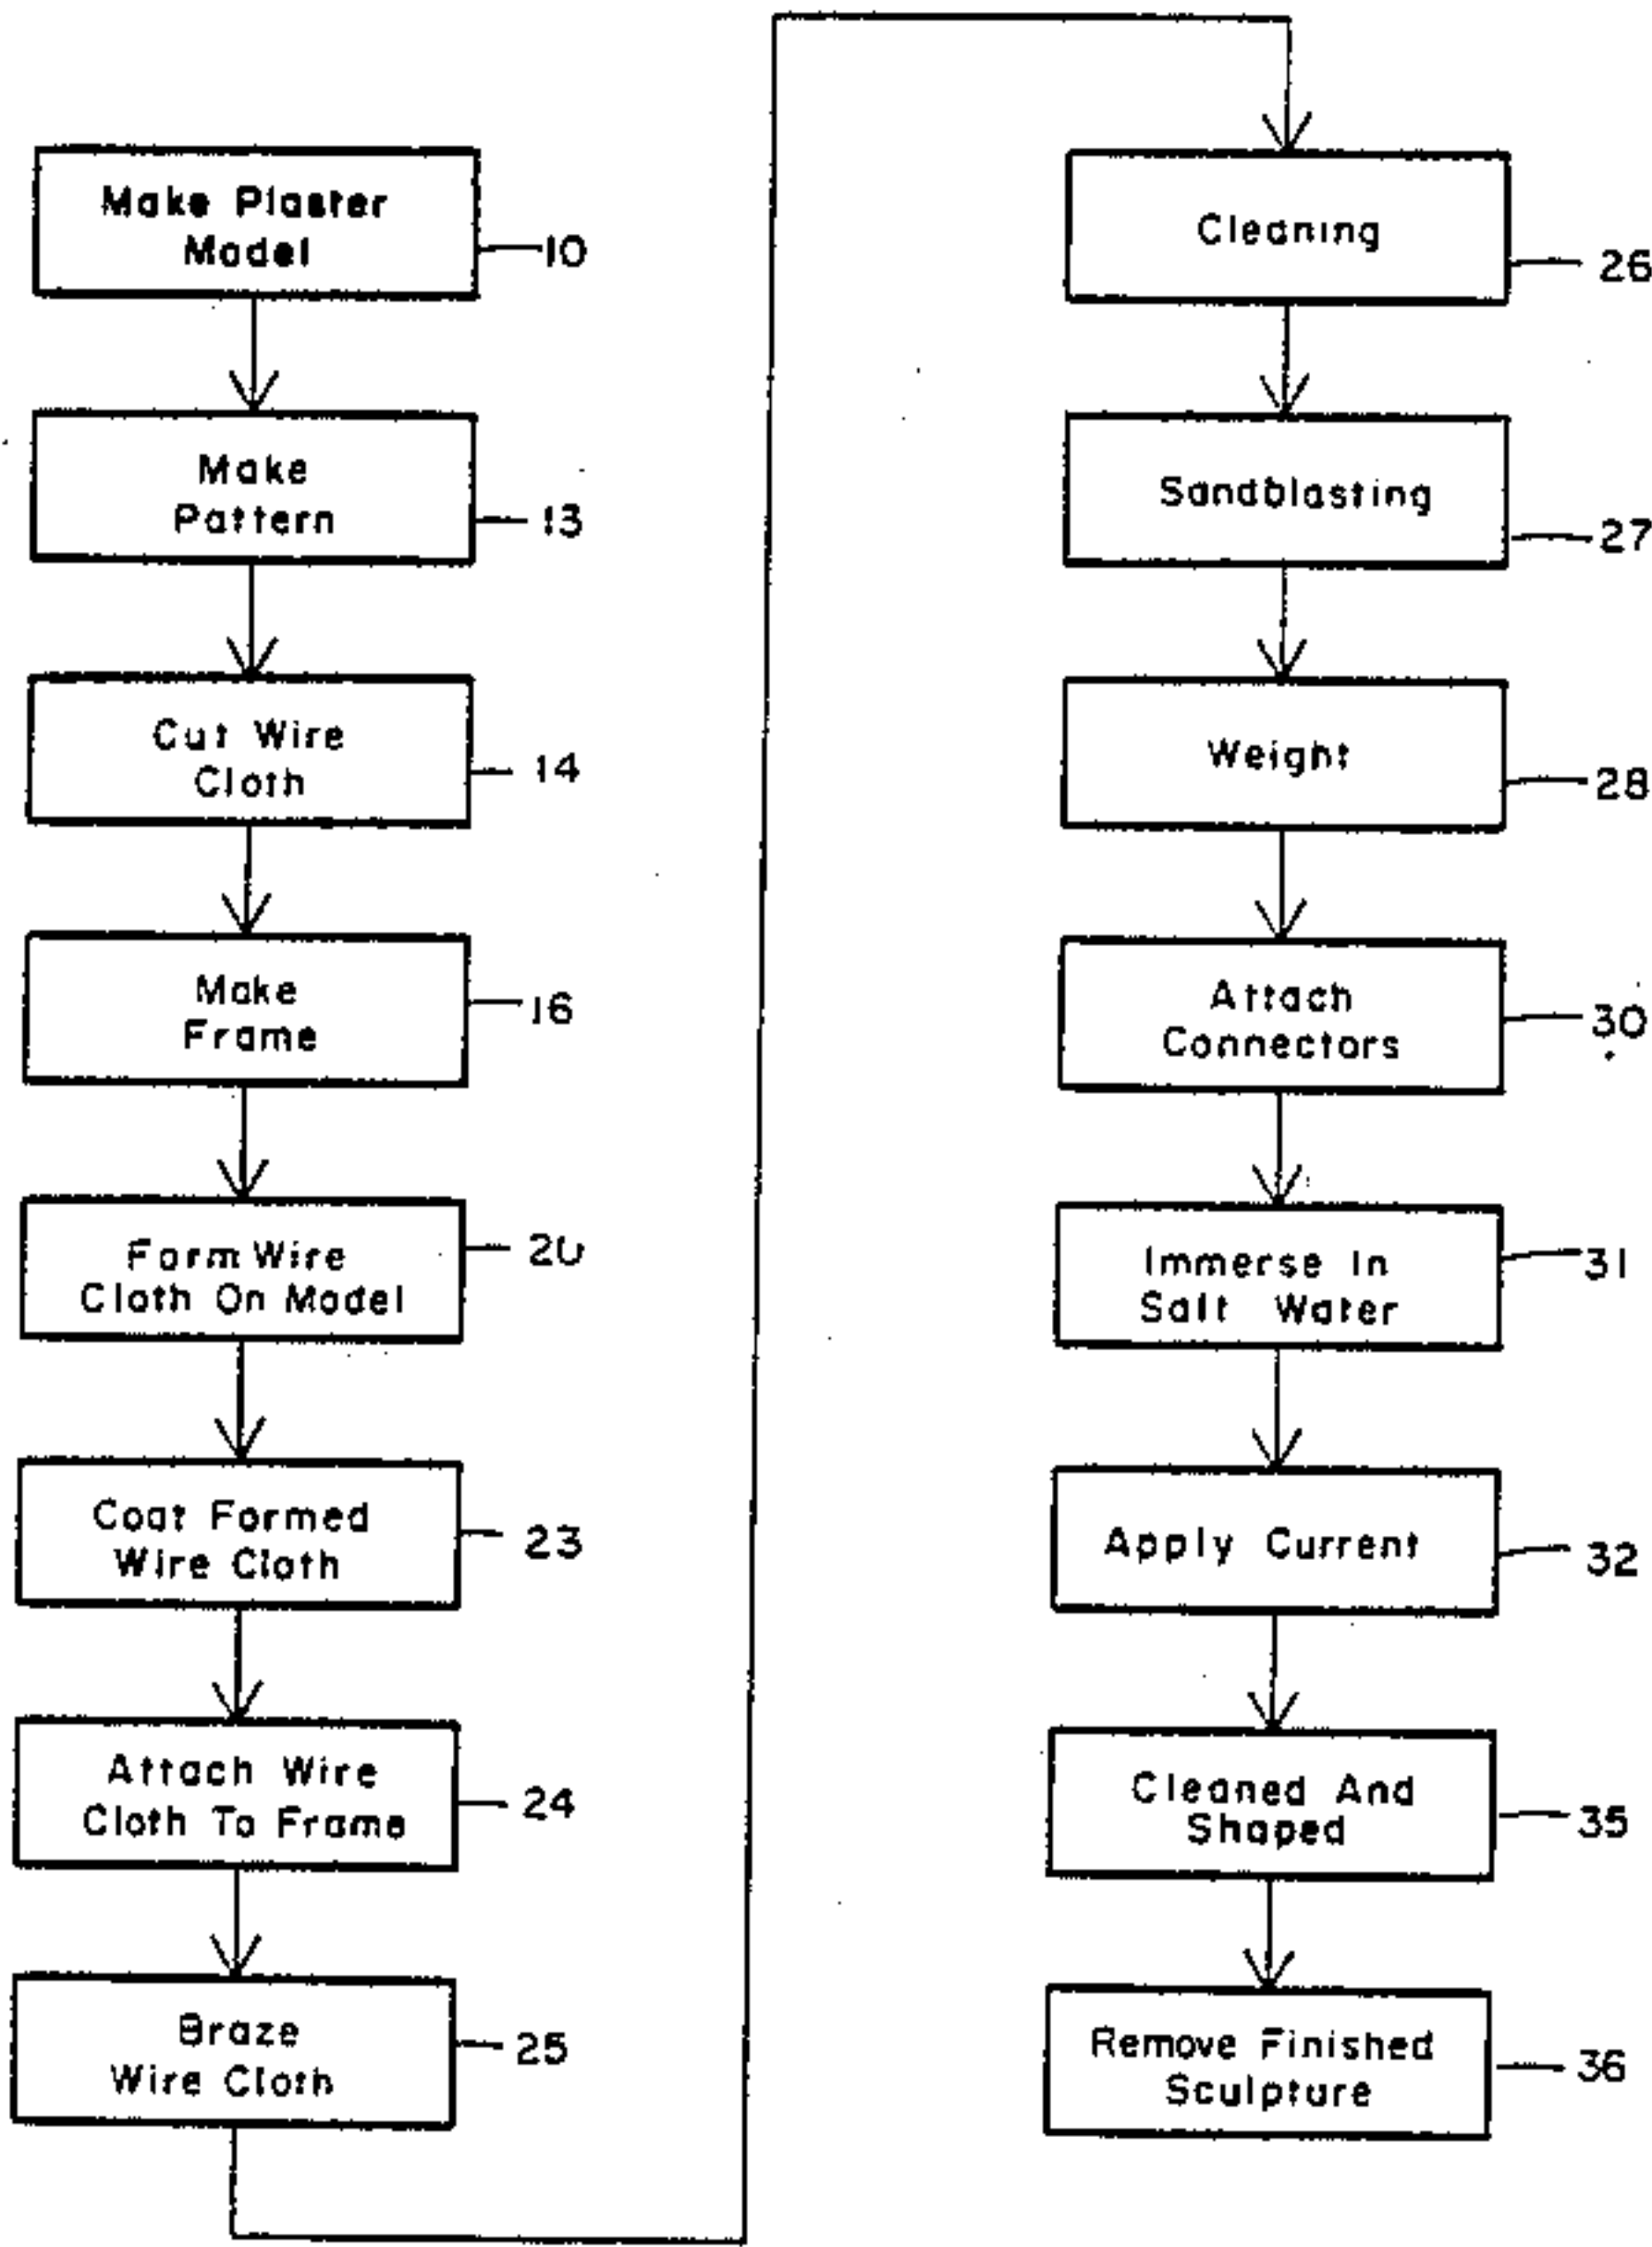 Make Plaster
Model
10
Make
Pattern
13
Cut Wire
Cloth
14
Make
Frame
16
Form Wire
Cloth On Model
20
Coat Formed
Wire Cloth
23
Attach Wire
Cloth To Frame
24
Braze
Wire Cloth
25
Cleaning
26
Sandblasting
27
Weight
28
Attach
Connectors
30
Immerse In
Salt Water
31
Apply Current
32
Cleaned And
Shaped
35
Remove Finished
Sculpture
36